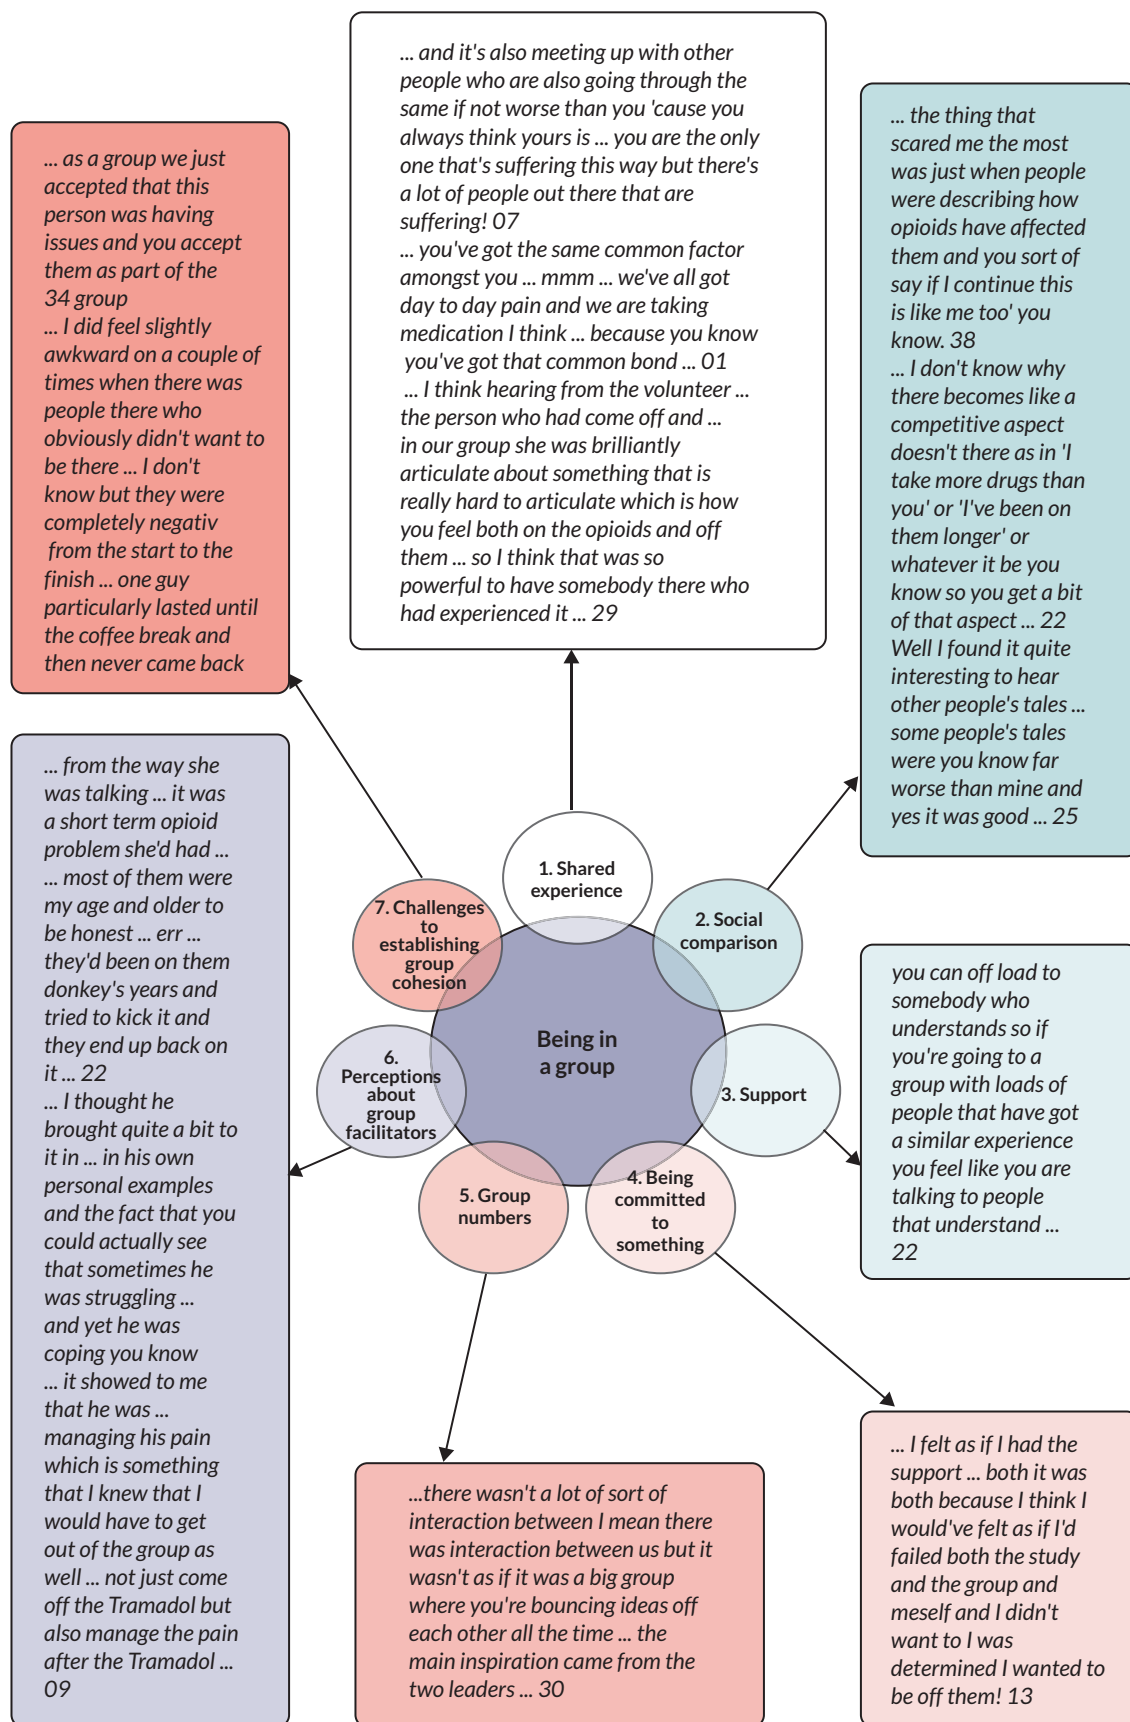 ... and it's also meeting up with other
people who are also going through the
same if not worse than you 'cause you
always think yours is ... you are the only
one that's suffering this way but there's
a lot of people out there that are
suffering! 07
... you've got the same common factor
amongst you ... mmm ... we've all got
day to day pain and we are taking
medication I think ... because you know
you've got that common bond ... 01
... I think hearing from the volunteer ...
the person who had come off and ...
in our group she was brilliantly
articulate about something that is
really hard to articulate which is how
you feel both on the opioids and off
them ... so I think that was so
powerful to have somebody there who
had experienced it ... 29
... the thing that
scared me the most
was just when people
were describing how
opioids have affected
them and you sort of
say if I continue this
is like me too' you
know. 38
... I don't know why
there becomes like a
competitive aspect
doesn't there as in 'I
take more drugs than
you' or 'I've been on
them longer' or
whatever it be you
know so you get a bit
of that aspect ... 22
Well I found it quite
interesting to hear
other people's tales ...
some people's tales
were you know far
worse than mine and
yes it was good ... 25
... as a group we just
accepted that this
person was having
issues and you accept
them as part of the
34 group
... I did feel slightly
awkward on a couple of
times when there was
people there who
obviously didn't want to
be there ... I don't
know but they were
completely negativ
from the start to the
finish ... one guy
particularly lasted until
the coffee break and
then never came back
... from the way she
was talking ... it was
a short term opioid
problem she'd had ...
... most of them were
my age and older to
be honest ... err ...
they'd been on them
donkey's years and
tried to kick it and
they end up back on
it ... 22
... I thought he
brought quite a bit to
it in ... in his own
personal examples
and the fact that you
could actually see
that sometimes he
was struggling ...
and yet he was
coping you know
... it showed to me
that he was ...
managing his pain
which is something
that I knew that I
would have to get
out of the group as
well ... not just come
off the Tramadol but
also manage the pain
after the Tramadol ...
09
1. Shared
experience
2. Social
comparison
3. Support
4. Being
committed
to
something
5. Group
numbers
6.
Perceptions
about
group
facilitators
7. Challenges
to
establishing
group
cohesion
Being in
a group
you can off load to
somebody who
understands so if
you're going to a
group with loads of
people that have got
a similar experience
you feel like you are
talking to people
that understand ...
22
...there wasn't a lot of sort of
interaction between I mean there
was interaction between us but it
wasn't as if it was a big group
where you're bouncing ideas off
each other all the time ... the
main inspiration came from the
two leaders ... 30
... I felt as if I had the
support ... both it was
both because I think I
would've felt as if I'd
failed both the study
and the group and
meself and I didn't
want to I was
determined I wanted to
be off them! 13